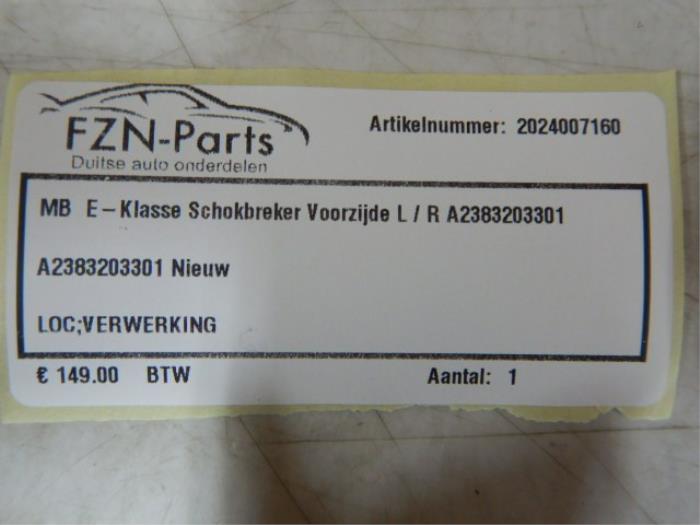 FZN-Parts
Duitse auto onderdelen
Artikelnummer: 2024007160
MB E-Klasse Schokbreker Voorzijde L / R A2383203301
A2383203301 Nieuw
LOC;VERWERKING
€ 149.00 BTW
Aantal: 1